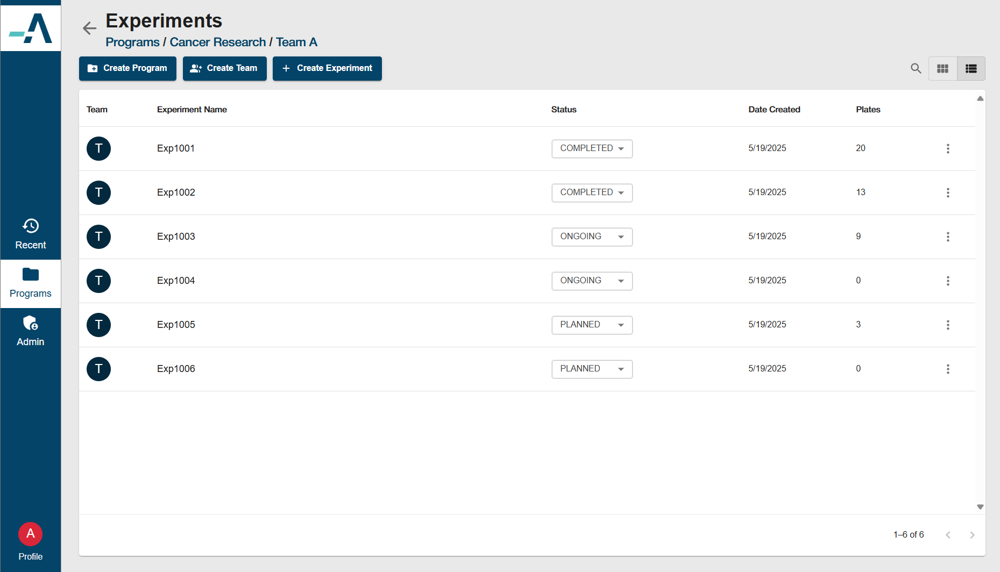 Experiments
Programs / Cancer Research / Team A
Create Program
Create Team
Create Experiment
Team Experiment Name Status Date Created Plates
T Exp1001 COMPLETED 5/19/2025 20
T Exp1002 COMPLETED 5/19/2025 13
T Exp1003 ONGOING 5/19/2025 9
T Exp1004 ONGOING 5/19/2025 0
T Exp1005 PLANNED 5/19/2025 3
T Exp1006 PLANNED 5/19/2025 0
1–6 of 6
Recent
Programs
Admin
A
Profile